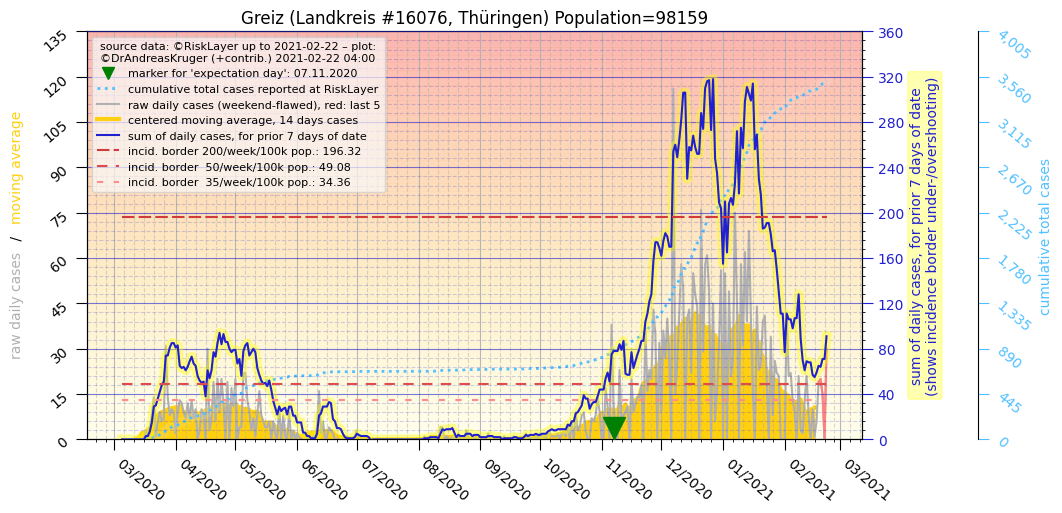 Greiz (Landkreis #16076, Thüringen) Population=98159
source data: ©RiskLayer up to 2021-02-22 – plot:
©DrAndreasKruger (+contrib.) 2021-02-22 04:00
marker for 'expectation day': 07.11.2020
cumulative total cases reported at RiskLayer
raw daily cases (weekend-flawed), red: last 5
centered moving average, 14 days cases
sum of daily cases, for prior 7 days of date
incid. border 200/week/100k pop.: 196.32
incid. border  50/week/100k pop.: 49.08
incid. border  35/week/100k pop.: 34.36
raw daily cases   /   moving average
135
120
105
90
75
60
45
30
15
0
03/2020
04/2020
05/2020
06/2020
07/2020
08/2020
09/2020
10/2020
11/2020
12/2020
01/2021
02/2021
03/2021
360
320
280
240
200
160
120
80
40
0
sum of daily cases, for prior 7 days of date
(shows incidence border under-/overshooting)
4,005
3,560
3,115
2,670
2,225
1,780
1,335
890
445
0
cumulative total cases